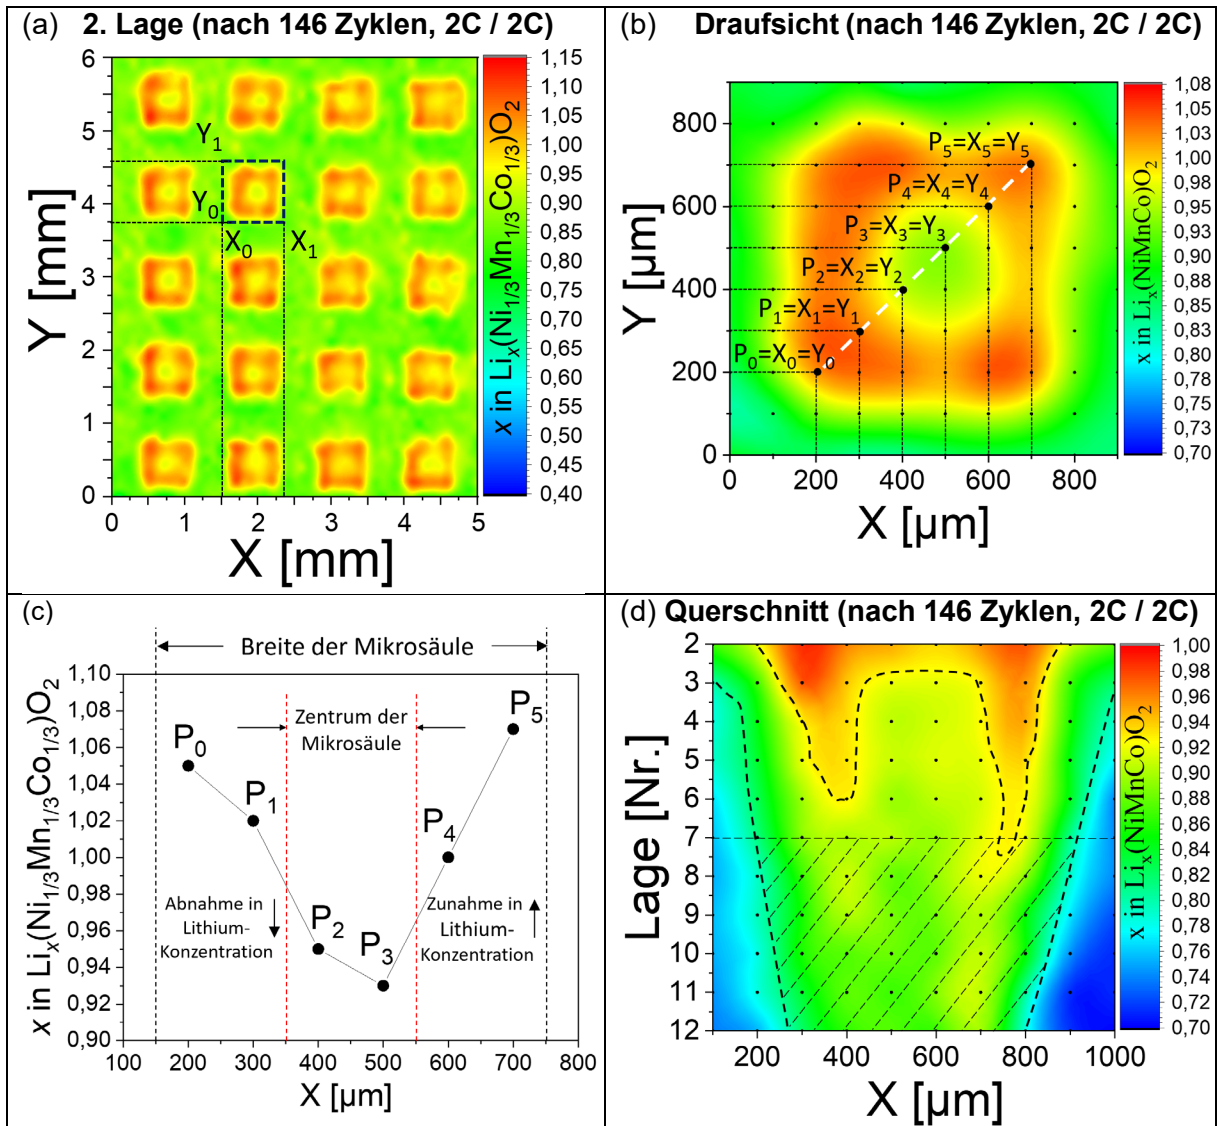 (a) 2. Lage (nach 146 Zyklen, 2C / 2C)
6
5
4
3
2
1
0
Y [mm]
Y1
Y0
X0 X1
0 1 2 3 4 5
X [mm]
1,15
1,10
1,05
1,00
0,95
0,90
0,85
0,80
0,75
0,70
0,65
0,60
0,55
0,50
0,45
0,40
x in Lix(Ni1/3Mn1/3Co1/3)O2
(b) Draufsicht (nach 146 Zyklen, 2C / 2C)
800
600
400
200
0
Y [µm]
P5=X5=Y5
P4=X4=Y4
P3=X3=Y3
P2=X2=Y2
P1=X1=Y1
P0=X0=Y0
0 200 400 600 800
X [µm]
1,08
1,05
1,03
1,00
0,98
0,95
0,93
0,90
0,88
0,85
0,83
0,80
0,78
0,75
0,73
0,70
x in Lix(NiMnCo)O2
(c)
Breite der Mikrosäule
1,10
1,08
1,06
1,04
1,02
1,00
0,98
0,96
0,94
0,92
0,90
x in Lix(Ni1/3Mn1/3Co1/3)O2
Zentrum der
Mikrosäule
P0
P1
P2
P3
P4
P5
Abnahme in
Lithium-
Konzentration
Zunahme in
Lithium-
Konzentration
100 200 300 400 500 600 700 800
X [µm]
(d) Querschnitt (nach 146 Zyklen, 2C / 2C)
2
3
4
5
6
7
8
9
10
11
12
Lage [Nr.]
200 400 600 800 1000
X [µm]
1,00
0,98
0,96
0,94
0,92
0,90
0,88
0,86
0,84
0,82
0,80
0,78
0,76
0,74
0,72
0,70
x in Lix(NiMnCo)O2